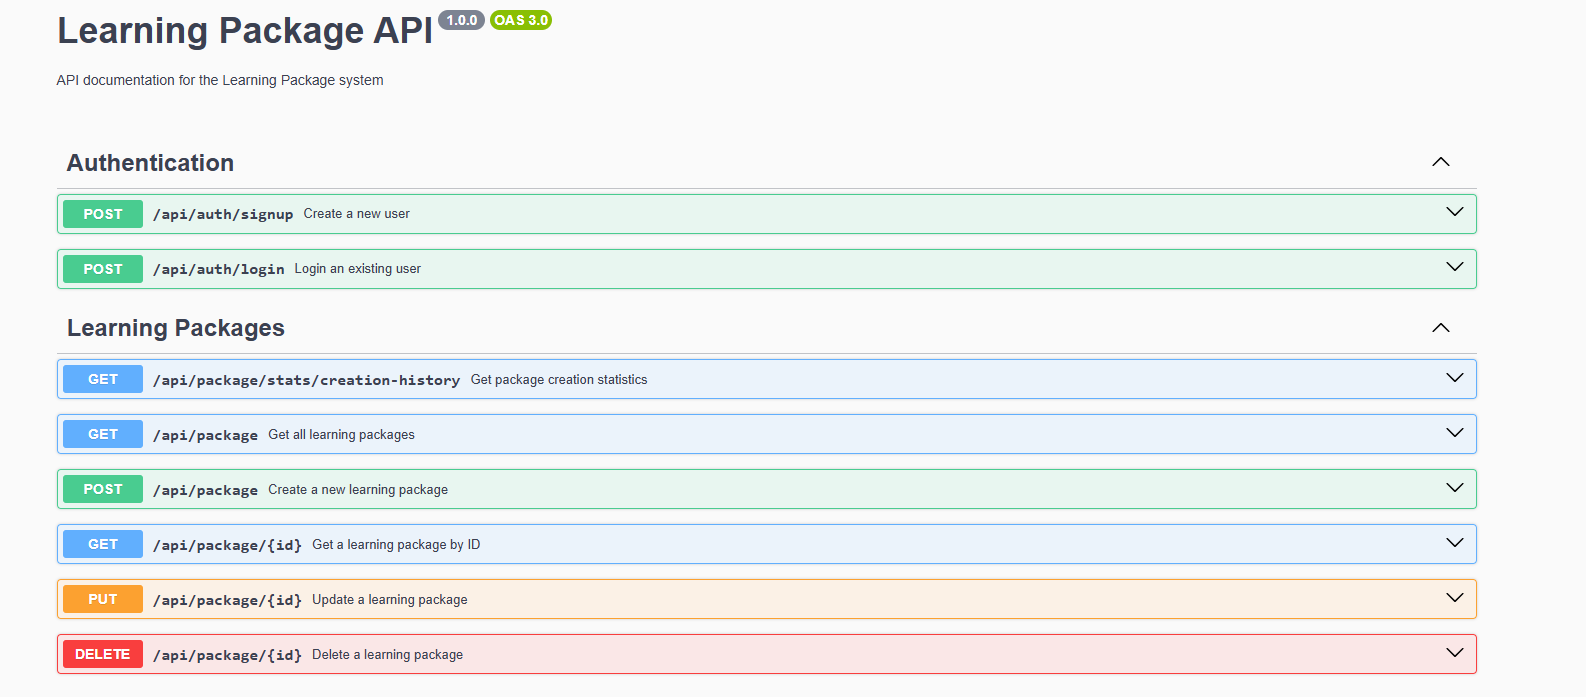 Learning Package API 1.0.0 OAS 3.0
API documentation for the Learning Package system
Authentication
POST /api/auth/signup Create a new user
POST /api/auth/login Login an existing user
Learning Packages
GET /api/package/stats/creation-history Get package creation statistics
GET /api/package Get all learning packages
POST /api/package Create a new learning package
GET /api/package/{id} Get a learning package by ID
PUT /api/package/{id} Update a learning package
DELETE /api/package/{id} Delete a learning package